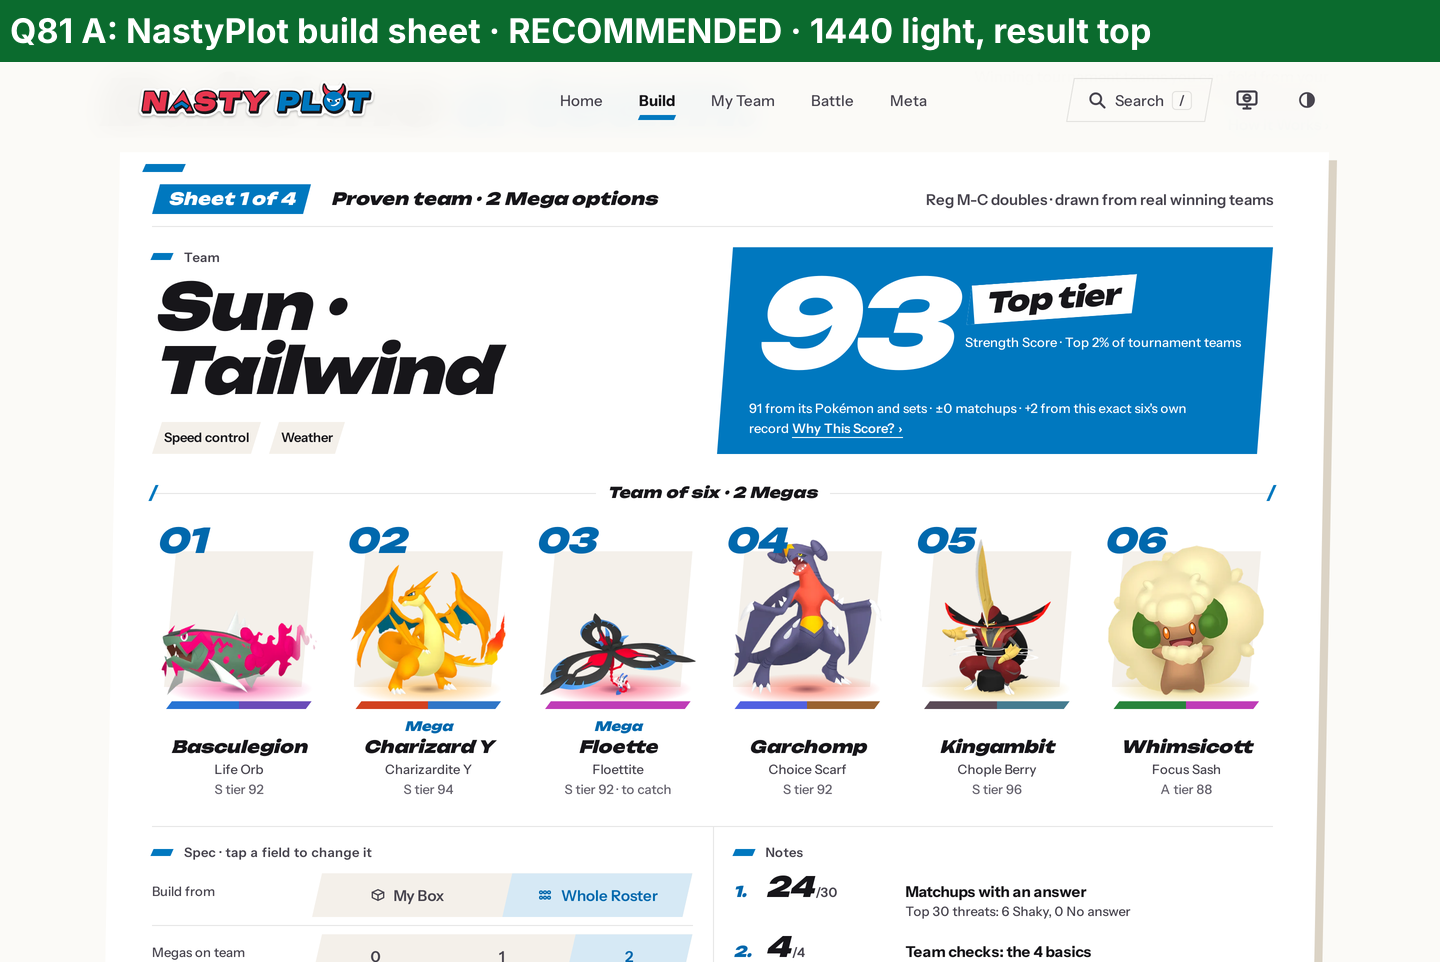 Q81 A: NastyPlot build sheet · RECOMMENDED · 1440 light, result top
NASTY PLOT
Home
Build
My Team
Battle
Meta
Search /
Sheet 1 of 4
Proven team · 2 Mega options
Reg M-C doubles · drawn from real winning teams
Team
Sun ·
Tailwind
Speed control
Weather
93
Top tier
Strength Score · Top 2% of tournament teams
91 from its Pokémon and sets · ±0 matchups · +2 from this exact six's own
record Why This Score? ›
Team of six · 2 Megas
01
02
03
04
05
06
Mega
Mega
Basculegion
Charizard Y
Floette
Garchomp
Kingambit
Whimsicott
Life Orb
Charizardite Y
Floettite
Choice Scarf
Chople Berry
Focus Sash
S tier 92
S tier 94
S tier 92 · to catch
S tier 92
S tier 96
A tier 88
Spec · tap a field to change it
Build from
My Box
Whole Roster
Megas on team
0
1
2
Notes
1. 24/30
Matchups with an answer
Top 30 threats: 6 Shaky, 0 No answer
2. 4/4
Team checks: the 4 basics